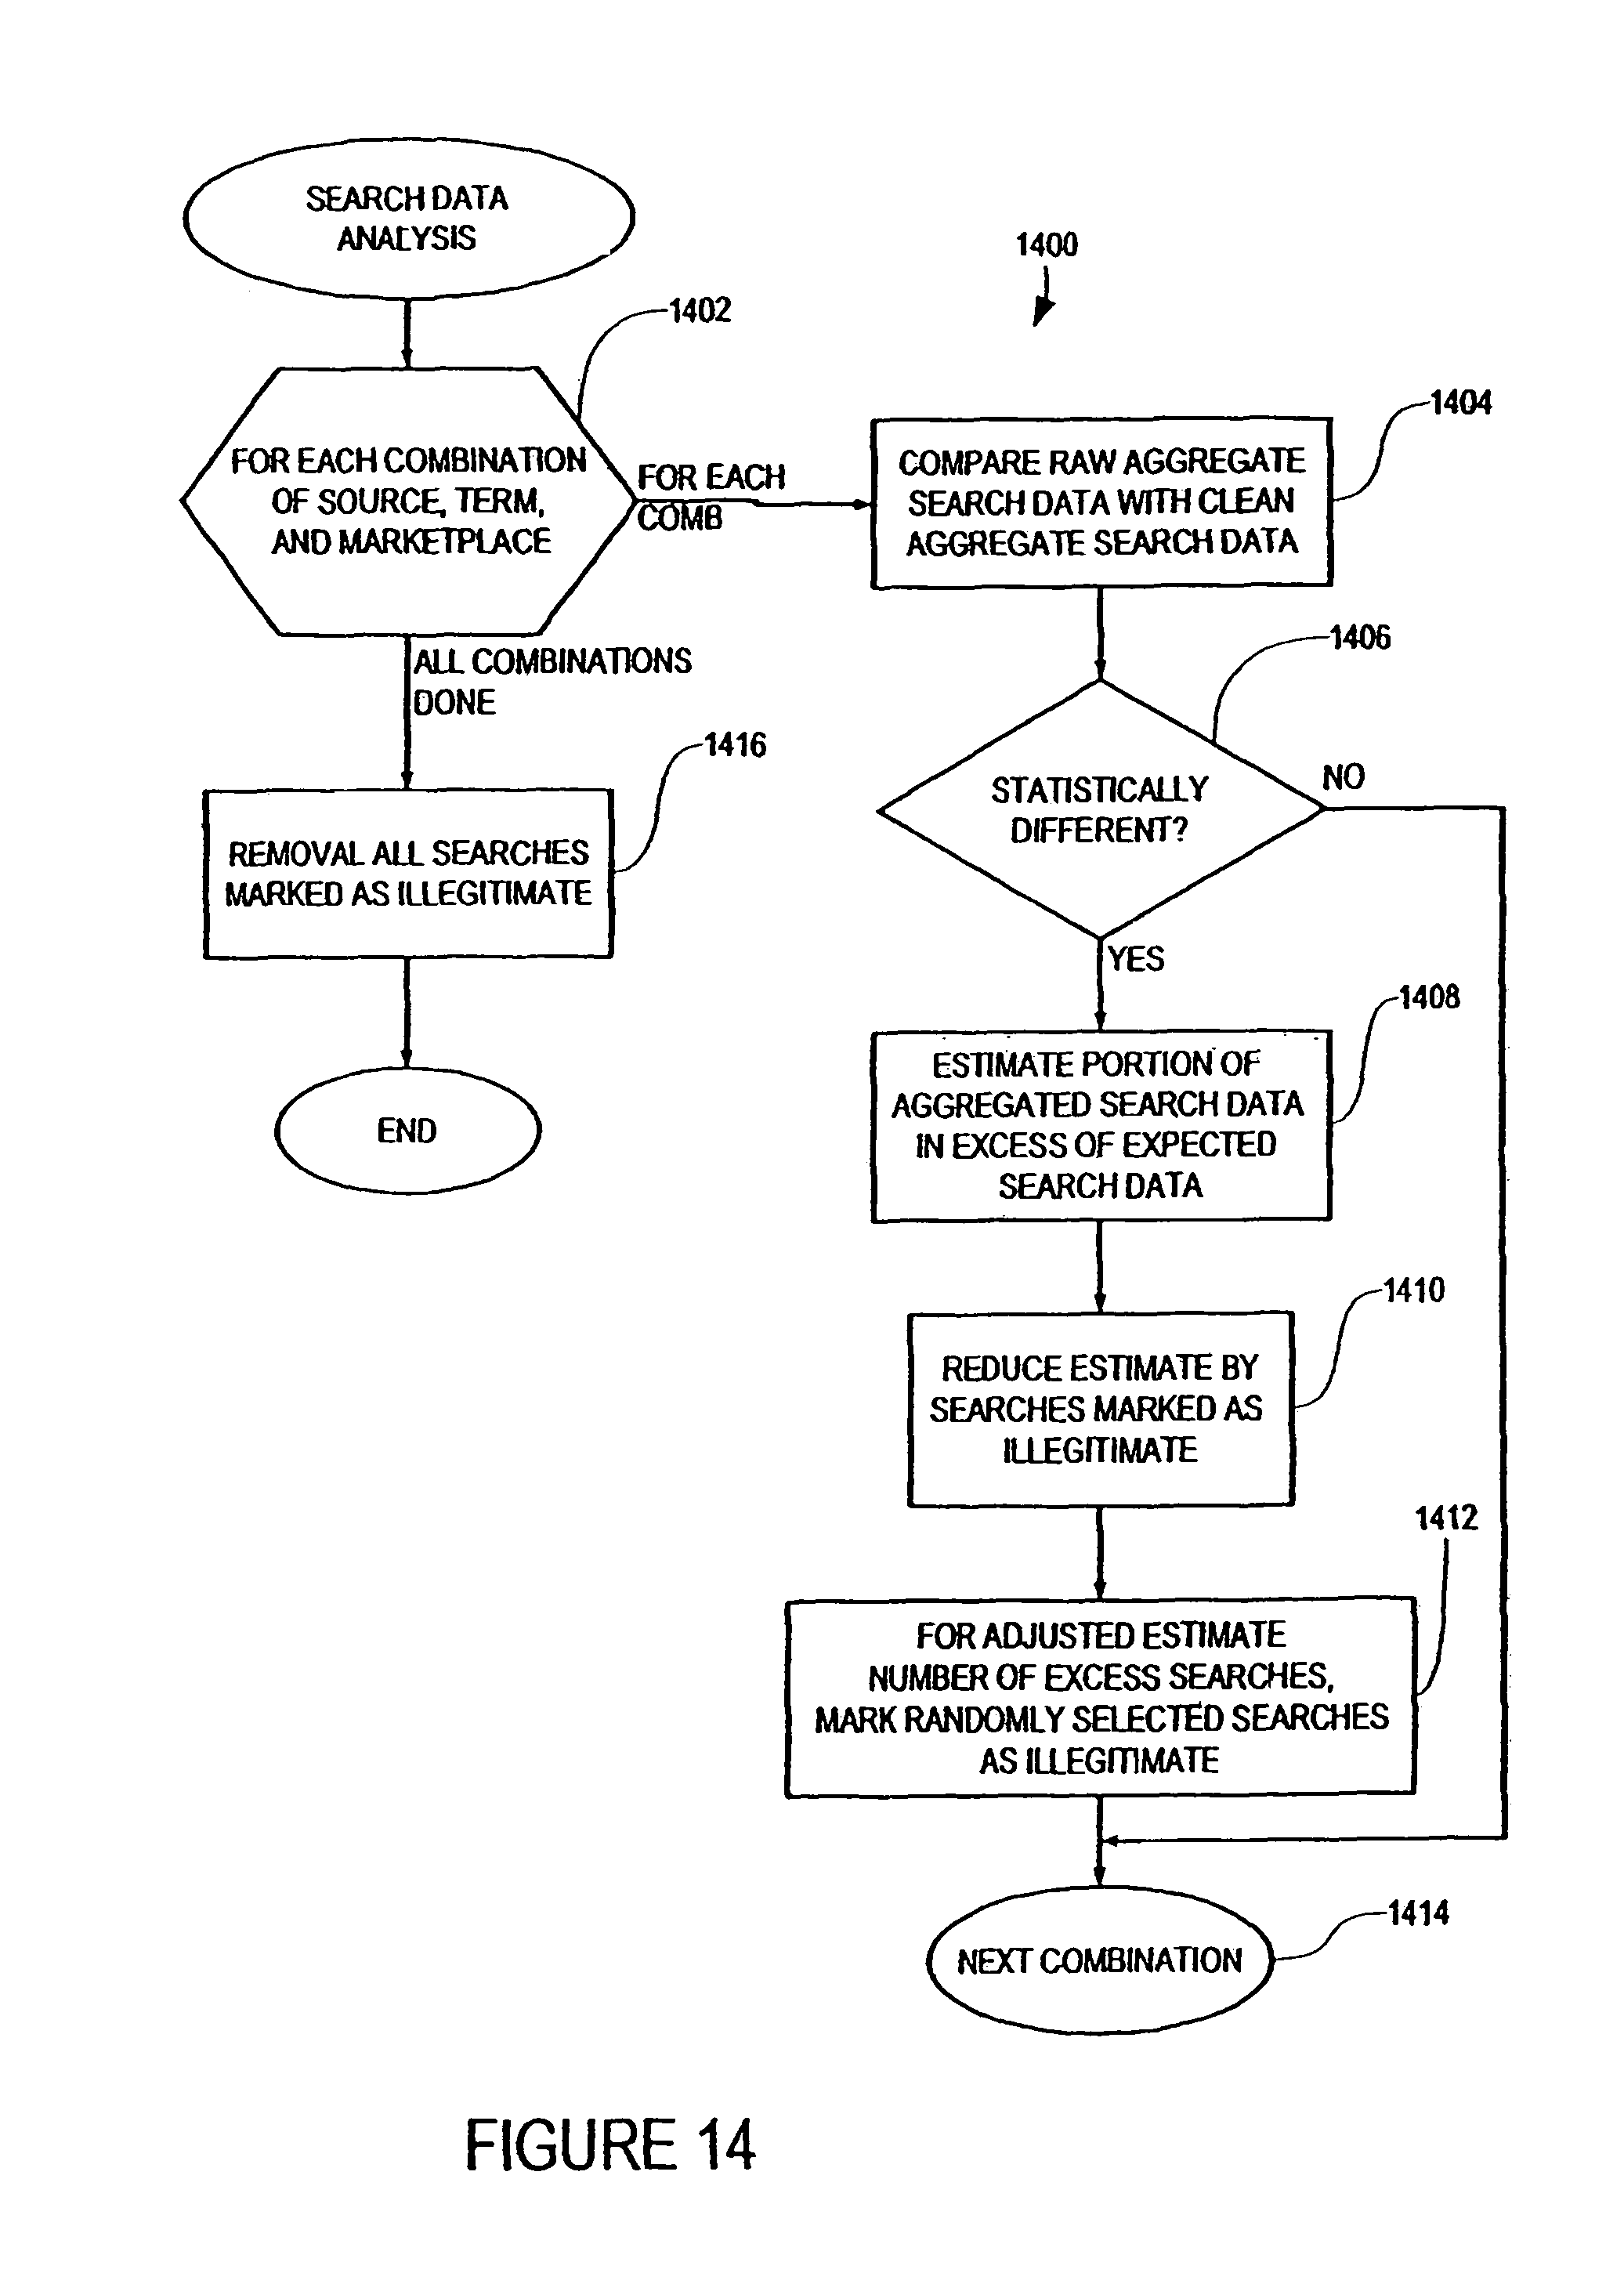 SEARCH DATA
ANALYSIS
1400
1402
FOR EACH COMBINATION
OF SOURCE, TERM,
AND MARKETPLACE
FOR EACH
COMB
1404
COMPARE RAW AGGREGATE
SEARCH DATA WITH CLEAN
AGGREGATE SEARCH DATA
ALL COMBINATIONS
DONE
1406
STATISTICALLY
DIFFERENT?
NO
YES
1416
REMOVAL ALL SEARCHES
MARKED AS ILLEGITIMATE
END
1408
ESTIMATE PORTION OF
AGGREGATED SEARCH DATA
IN EXCESS OF EXPECTED
SEARCH DATA
1410
REDUCE ESTIMATE BY
SEARCHES MARKED AS
ILLEGITIMATE
1412
FOR ADJUSTED ESTIMATE
NUMBER OF EXCESS SEARCHES,
MARK RANDOMLY SELECTED SEARCHES
AS ILLEGITIMATE
1414
NEXT COMBINATION
FIGURE 14